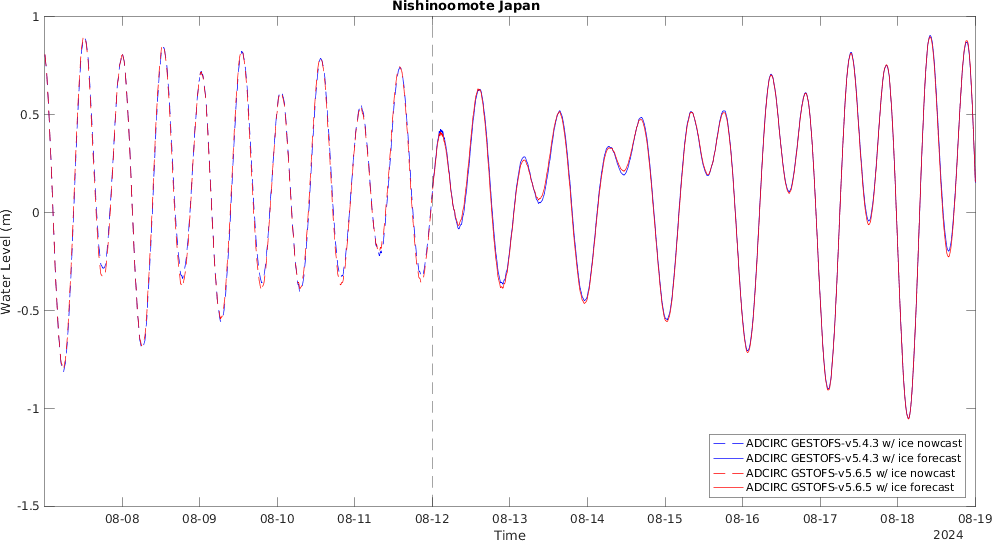 Nishinoomote Japan
1
0.5
0
-0.5
-1
-1.5
Water Level (m)
08-08 08-09 08-10 08-11 08-12 08-13 08-14 08-15 08-16 08-17 08-18 08-19
Time
2024
ADCIRC GESTOFS-v5.4.3 w/ ice nowcast
ADCIRC GESTOFS-v5.4.3 w/ ice forecast
ADCIRC GSTOFS-v5.6.5 w/ ice nowcast
ADCIRC GSTOFS-v5.6.5 w/ ice forecast